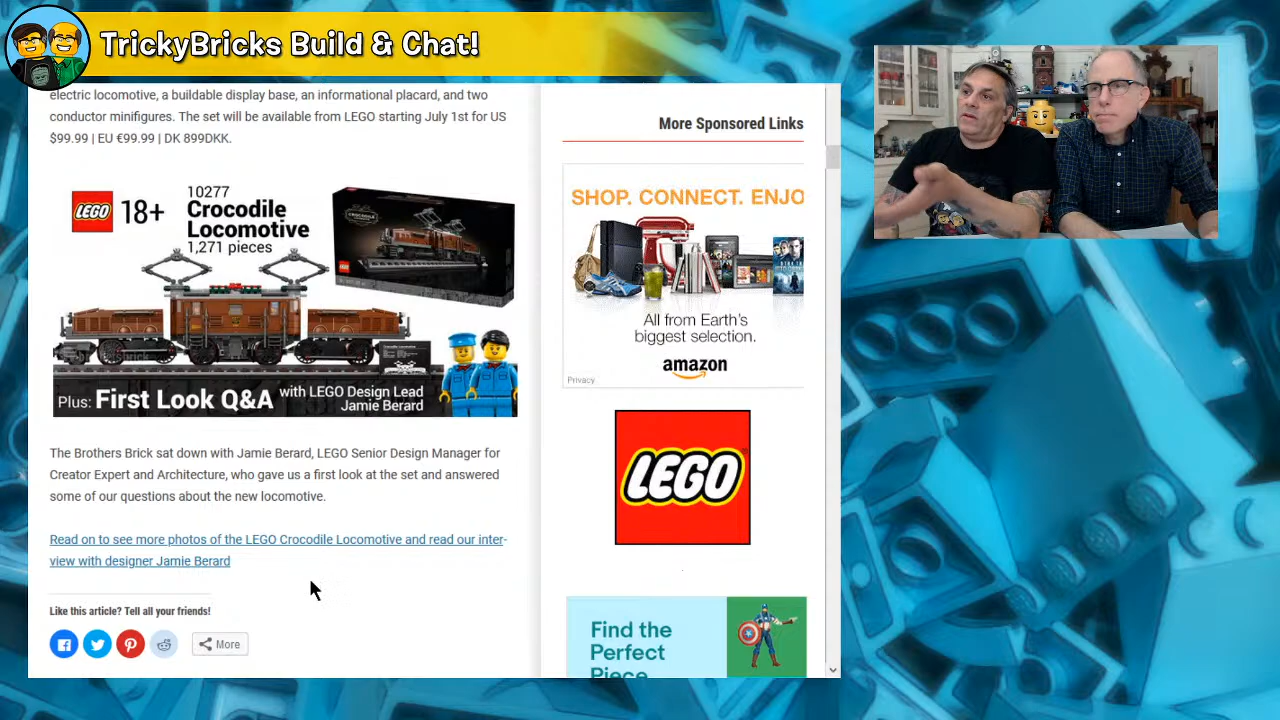 TrickyBricks Build & Chat!
electric locomotive, a buildable display base, an informational placard, and two
conductor minifigures. The set will be available from LEGO starting July 1st for US
$99.99 | EU €99.99 | DK 899DKK.
LEGO
18+
10277
Crocodile
Locomotive
1,271 pieces
Plus: First Look Q&A with LEGO Design Lead
Jamie Berard
The Brothers Brick sat down with Jamie Berard, LEGO Senior Design Manager for
Creator Expert and Architecture, who gave us a first look at the set and answered
some of our questions about the new locomotive.
Read on to see more photos of the LEGO Crocodile Locomotive and read our inter-
view with designer Jamie Berard
Like this article? Tell all your friends!
More
More Sponsored Links
SHOP. CONNECT. ENJO
All from Earth's
biggest selection.
amazon
Privacy
LEGO
Find the
Perfect
Piece